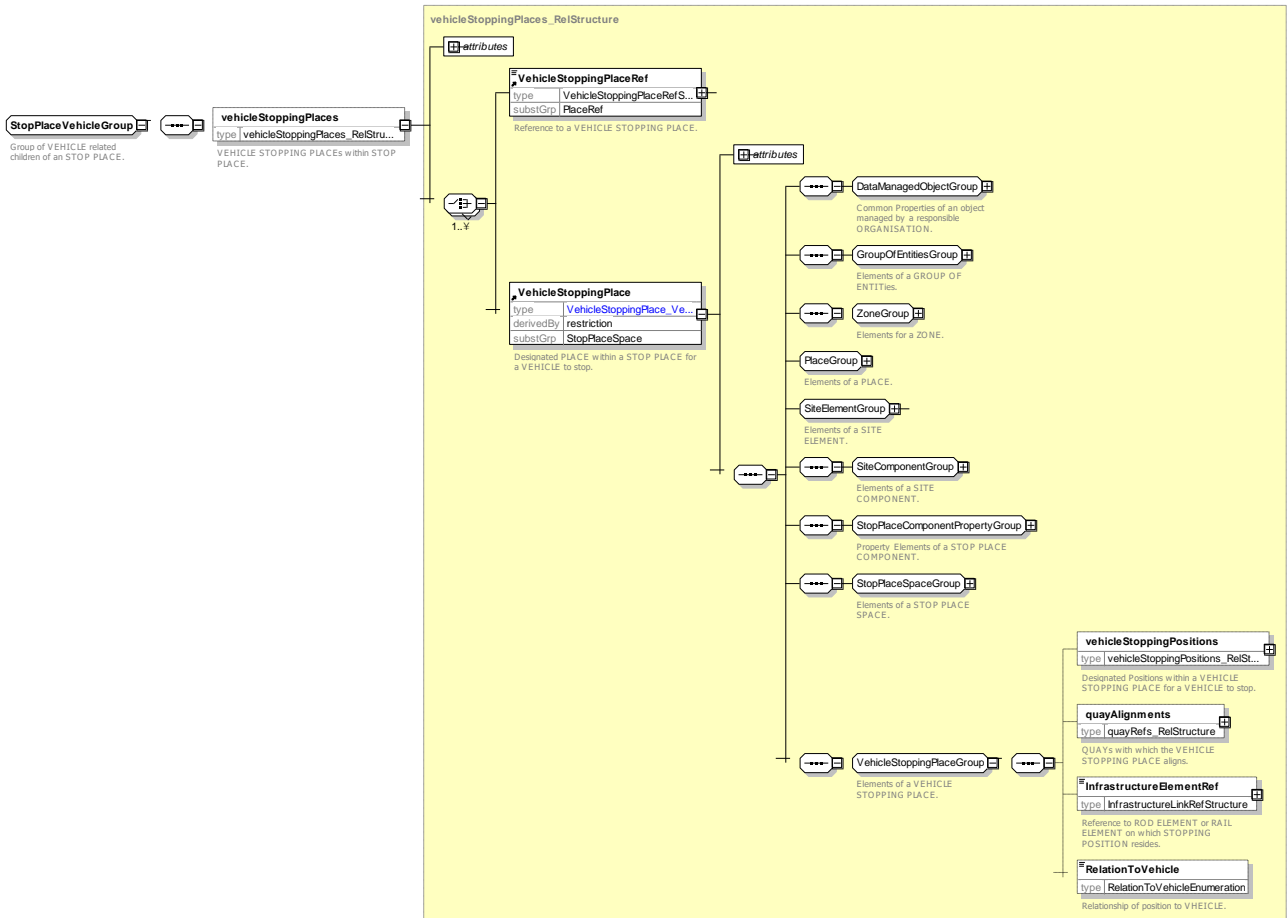 vehicleStoppingPlaces_RelStructure
attributes
VehicleStoppingPlaceRef
type VehicleStoppingPlaceRefS...
substGrp PlaceRef
Reference to a VEHICLE STOPPING PLACE.
StopPlaceVehicleGroup
Group of VEHICLE related
children of an STOP PLACE.
vehicleStoppingPlaces
type vehicleStoppingPlaces_RelStru...
VEHICLE STOPPING PLACEs within STOP
PLACE.
1..¥
VehicleStoppingPlace
type VehicleStoppingPlace_Ve...
derivedBy restriction
substGrp StopPlaceSpace
Designated PLACE within a STOP PLACE for
a VEHICLE to stop.
attributes
DataManagedObjectGroup
Common Properties of an object
managed by a responsible
ORGANISATION.
GroupOfEntitiesGroup
Elements of a GROUP OF
ENTITies.
ZoneGroup
Elements for a ZONE.
PlaceGroup
Elements of a PLACE.
SiteElementGroup
Elements of a SITE
ELEMENT.
SiteComponentGroup
Elements of a SITE
COMPONENT.
StopPlaceComponentPropertyGroup
Property Elements of a STOP PLACE
COMPONENT.
StopPlaceSpaceGroup
Elements of a STOP PLACE
SPACE.
VehicleStoppingPlaceGroup
Elements of a VEHICLE
STOPPING PLACE.
vehicleStoppingPositions
type vehicleStoppingPositions_RelSt...
Designated Positions within a VEHICLE
STOPPING PLACE for a VEHICLE to stop.
quayAlignments
type quayRefs_RelStructure
QUAYs with which the VEHICLE
STOPPING PLACE aligns.
InfrastructureElementRef
type InfrastructureLinkRefStructure
Reference to ROD ELEMENT or RAIL
ELEMENT on which STOPPING
POSITION resides.
RelationToVehicle
type RelationToVehicleEnumeration
Relationship of position to VHEICLE.